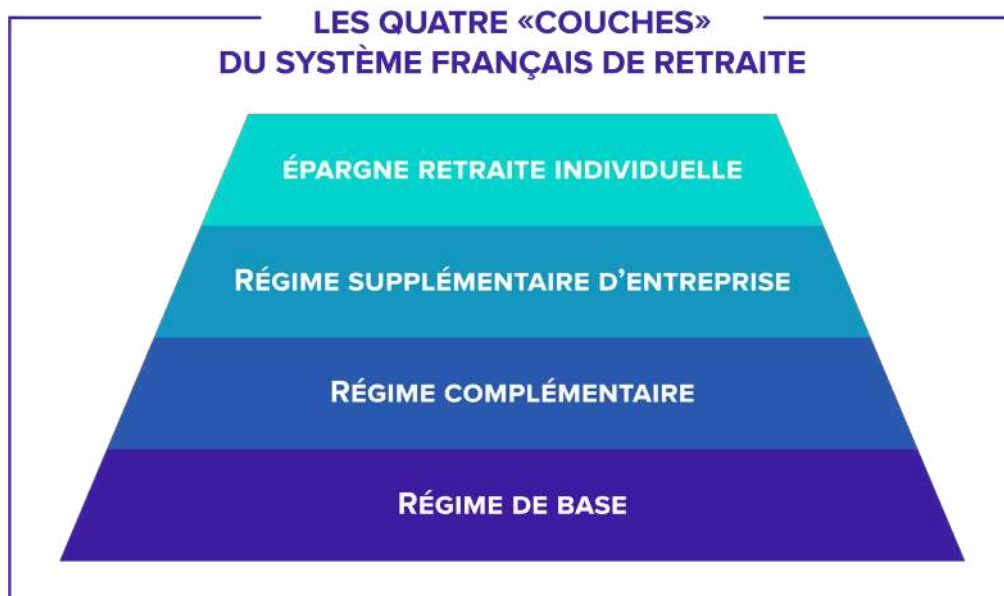 LES QUATRE «COUCHES»
DU SYSTÈME FRANÇAIS DE RETRAITE
ÉPARGNE RETRAITE INDIVIDUELLE
RÉGIME SUPPLÉMENTAIRE D’ENTREPRISE
RÉGIME COMPLÉMENTAIRE
RÉGIME DE BASE